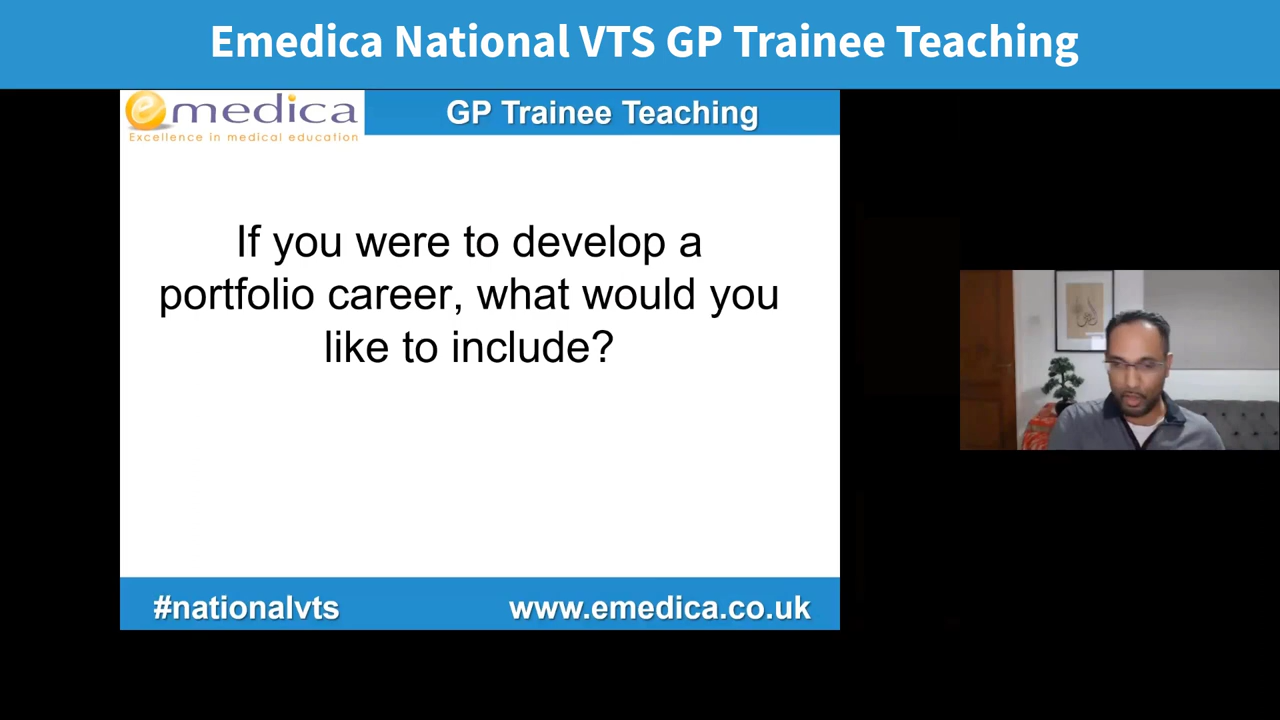 Emedica National VTS GP Trainee Teaching
emedica
Excellence in medical education
GP Trainee Teaching
If you were to develop a
portfolio career, what would you
like to include?
#nationalvts
www.emedica.co.uk